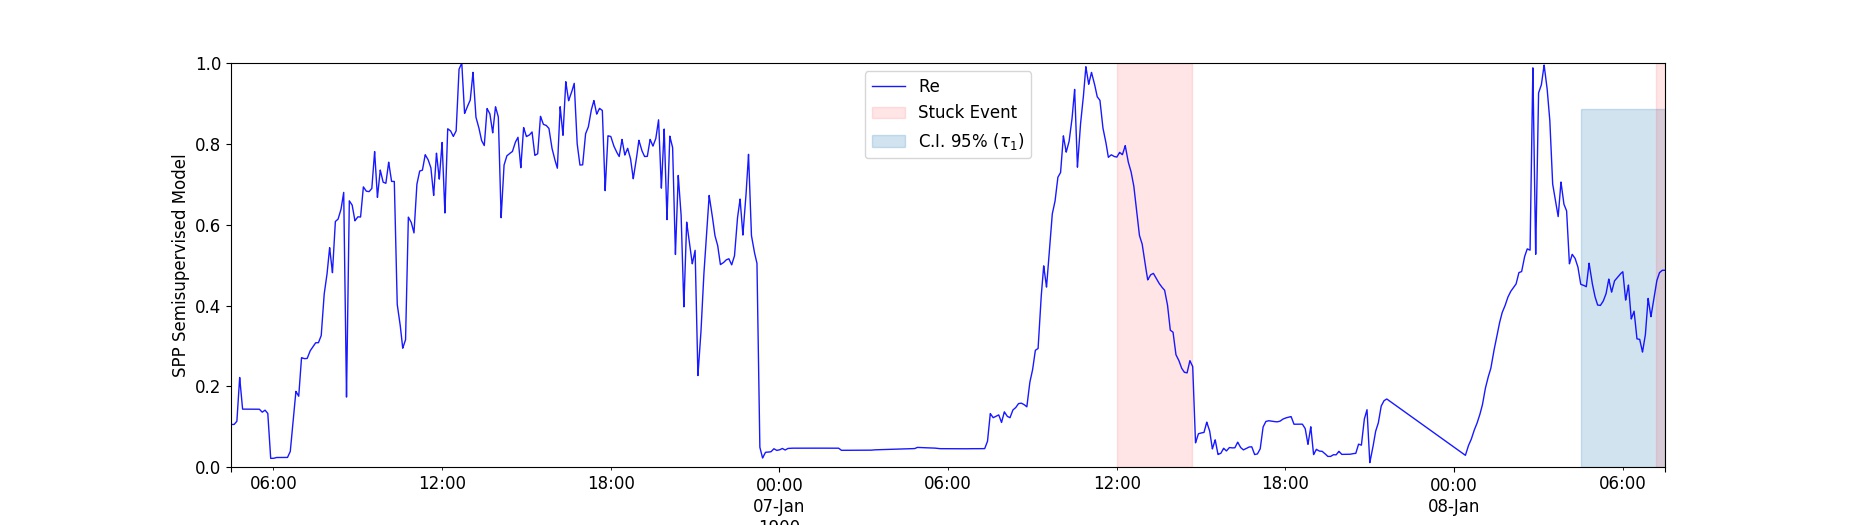 SPP Semisupervised Model
1.0
0.8
0.6
0.4
0.2
0.0
Re
Stuck Event
C.I. 95% (τ₁)
06:00 12:00 18:00 00:00 06:00 12:00 18:00 00:00 06:00
07-Jan 08-Jan
1900